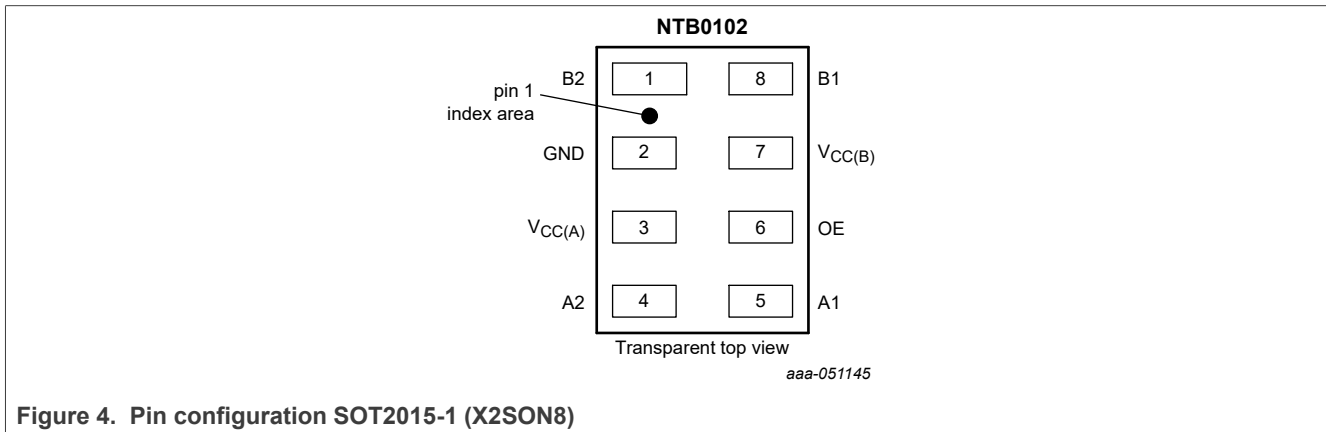 NTB0102
B2 1 8 B1
pin 1
index area
GND 2 7 VCC(B)
VCC(A) 3 6 OE
A2 4 5 A1
Transparent top view
aaa-051145
Figure 4. Pin configuration SOT2015-1 (X2SON8)